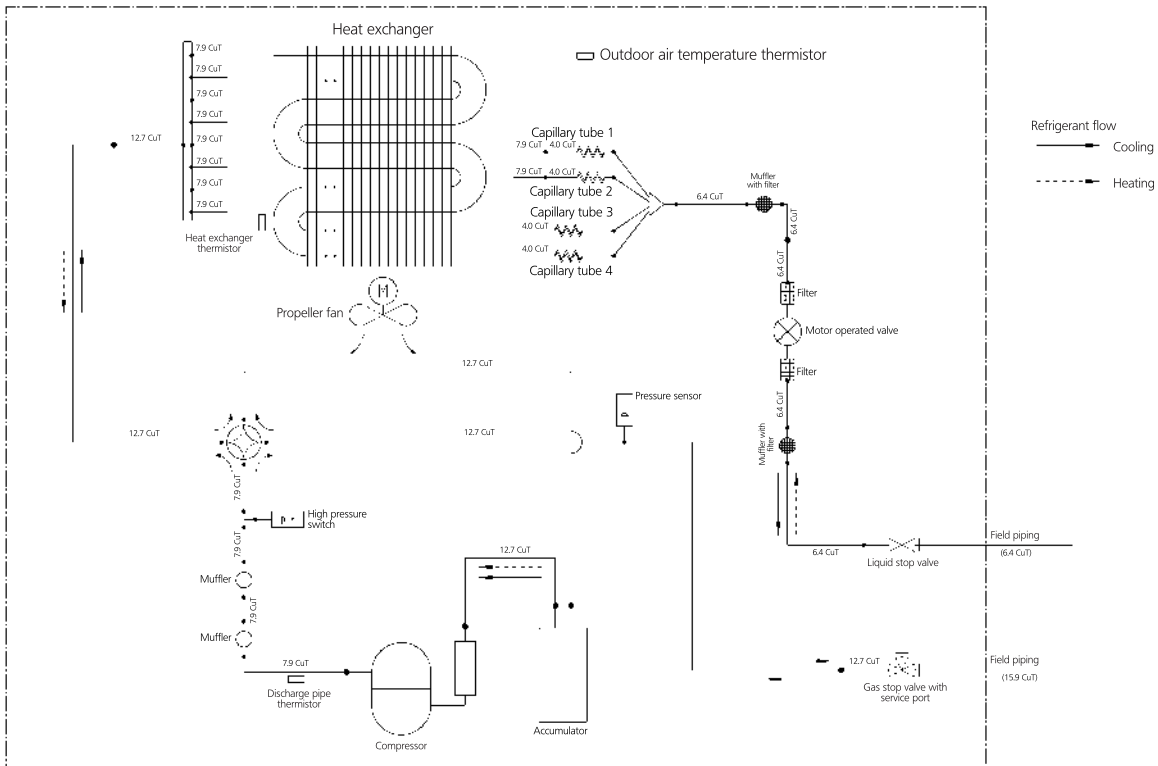 Heat exchanger
Outdoor air temperature thermistor
7.9 CuT
7.9 CuT
7.9 CuT
7.9 CuT
7.9 CuT
7.9 CuT
7.9 CuT
7.9 CuT
12.7 CuT
Heat exchanger
thermistor
Propeller fan
Capillary tube 1
7.9 CuT
4.0 CuT
7.9 CuT
4.0 CuT
Capillary tube 2
Capillary tube 3
4.0 CuT
4.0 CuT
Capillary tube 4
6.4 CuT
Muffler
with filter
6.4 CuT
6.4 CuT
Filter
Motor operated valve
Filter
6.4 CuT
Muffler with
filter
Refrigerant flow
Cooling
Heating
12.7 CuT
12.7 CuT
12.7 CuT
Pressure sensor
7.9 CuT
High pressure
switch
7.9 CuT
Muffler
7.9 CuT
Muffler
7.9 CuT
Discharge pipe
thermistor
Compressor
12.7 CuT
Accumulator
6.4 CuT
Liquid stop valve
Field piping
(6.4 CuT)
12.7 CuT
Gas stop valve with
service port
Field piping
(15.9 CuT)